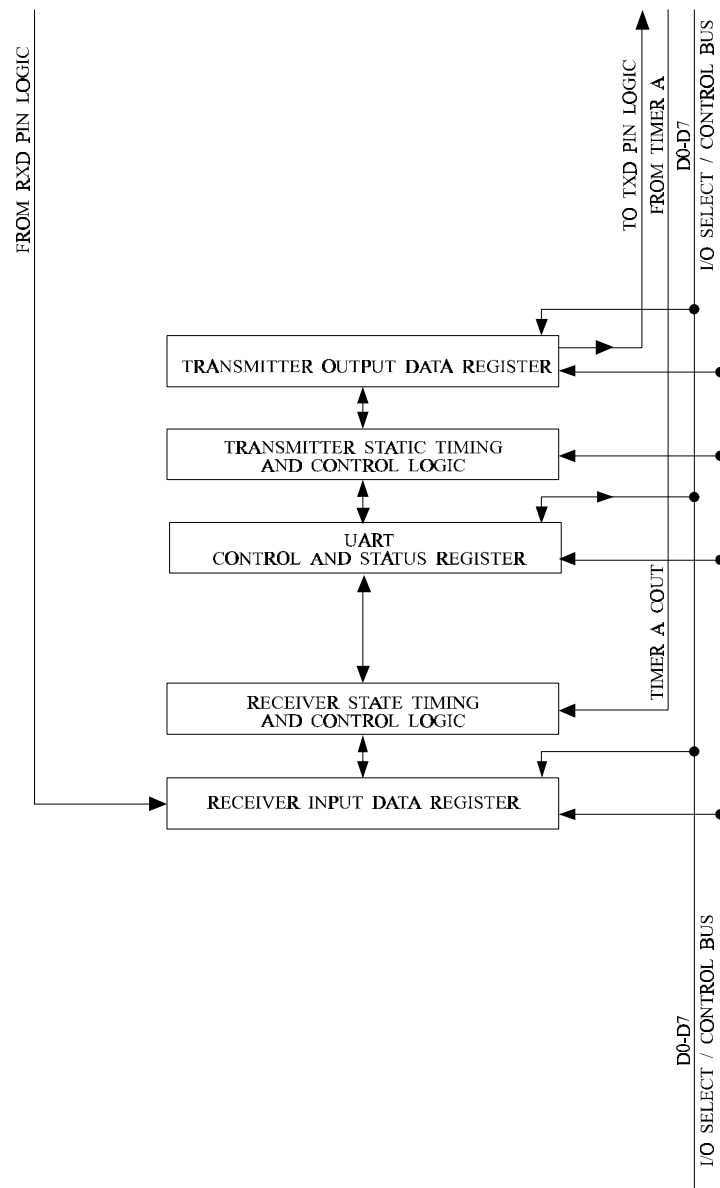 FROM RXD PIN LOGIC
TO TXD PIN LOGIC
FROM TIMER A
D0-D7
I/O SELECT / CONTROL BUS
TRANSMITTER OUTPUT DATA REGISTER
TRANSMITTER STATIC TIMING
AND CONTROL LOGIC
UART
CONTROL AND STATUS REGISTER
TIMER A COUT
RECEIVER STATE TIMING
AND CONTROL LOGIC
RECEIVER INPUT DATA REGISTER
D0-D7
I/O SELECT / CONTROL BUS